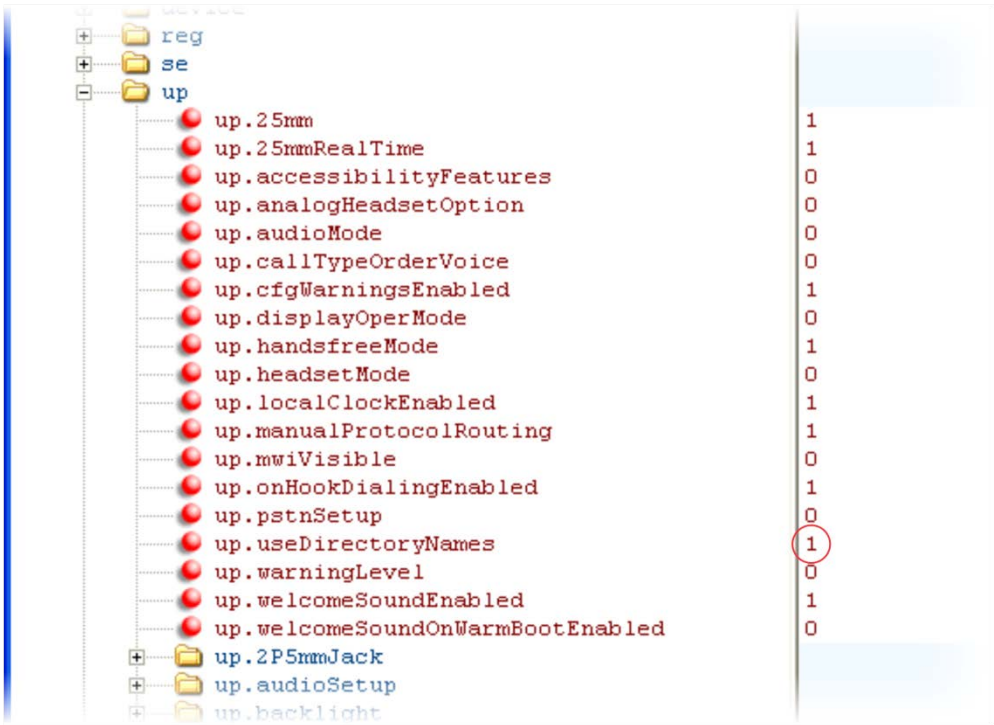 device
reg
se
up
up.25mm 1
up.25mmRealTime 1
up.accessibilityFeatures 0
up.analogHeadsetOption 0
up.audioMode 0
up.callTypeOrderVoice 0
up.cfgWarningsEnabled 1
up.displayOperMode 0
up.handsfreeMode 1
up.headsetMode 0
up.localClockEnabled 1
up.manualProtocolRouting 1
up.mwiVisible 0
up.onHookDialingEnabled 1
up.pstnSetup 0
up.useDirectoryNames 1
up.warningLevel 0
up.welcomeSoundEnabled 1
up.welcomeSoundOnWarmBootEnabled 0
up.2P5mmJack
up.audioSetup
up.backlight